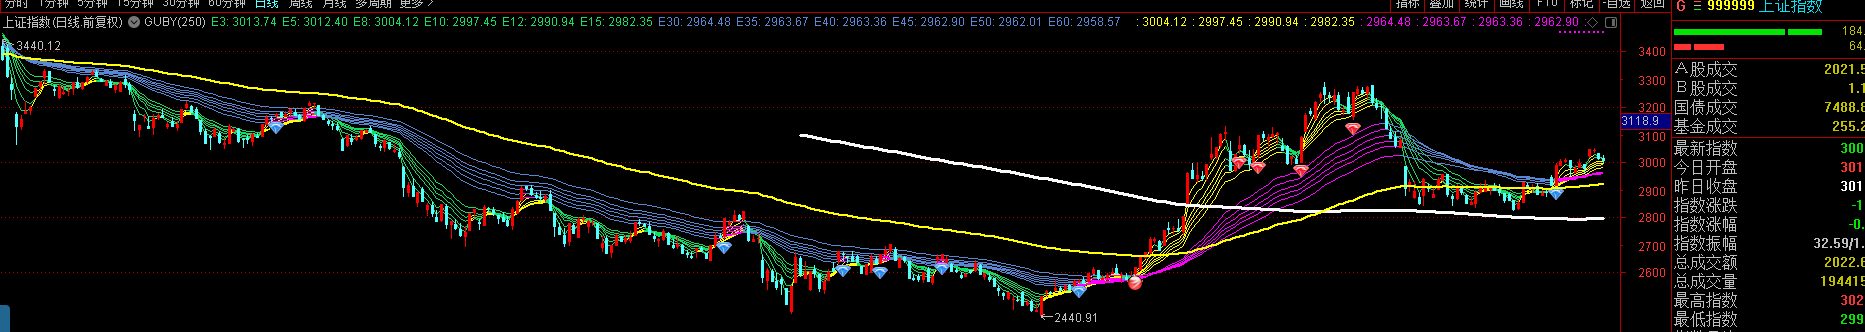 分时 1分钟 5分钟 15分钟 30分钟 60分钟 日线 周线 月线 多周期 更多 >
指标 叠加 统计 画线 F10 标记 -自选 返回
上证指数(日线.前复权) GUBY(250) E3: 3013.74 E5: 3012.40 E8: 3004.12 E10: 2997.45 E12: 2990.94 E15: 2982.35 E30: 2964.48 E35: 2963.67 E40: 2963.36 E45: 2962.90 E50: 2962.01 E60: 2958.57 : 3004.12 : 2997.45 : 2990.94 : 2982.35 : 2964.48 : 2963.67 : 2963.36 : 2962.90
3440.12
2440.91
3400
3300
3200
3118.9
3100
3000
2900
2800
2700
2600
G 999999 上证指数
184.
64.
A股成交 2021.5
B股成交 1.1
国债成交 7488.8
基金成交 255.2
最新指数 300
今日开盘 301
昨日收盘 301
指数涨跌 -1
指数涨幅 -0.
指数振幅 32.59/1.
总成交额 2022.6
总成交量 194415
最高指数 302
最低指数 299